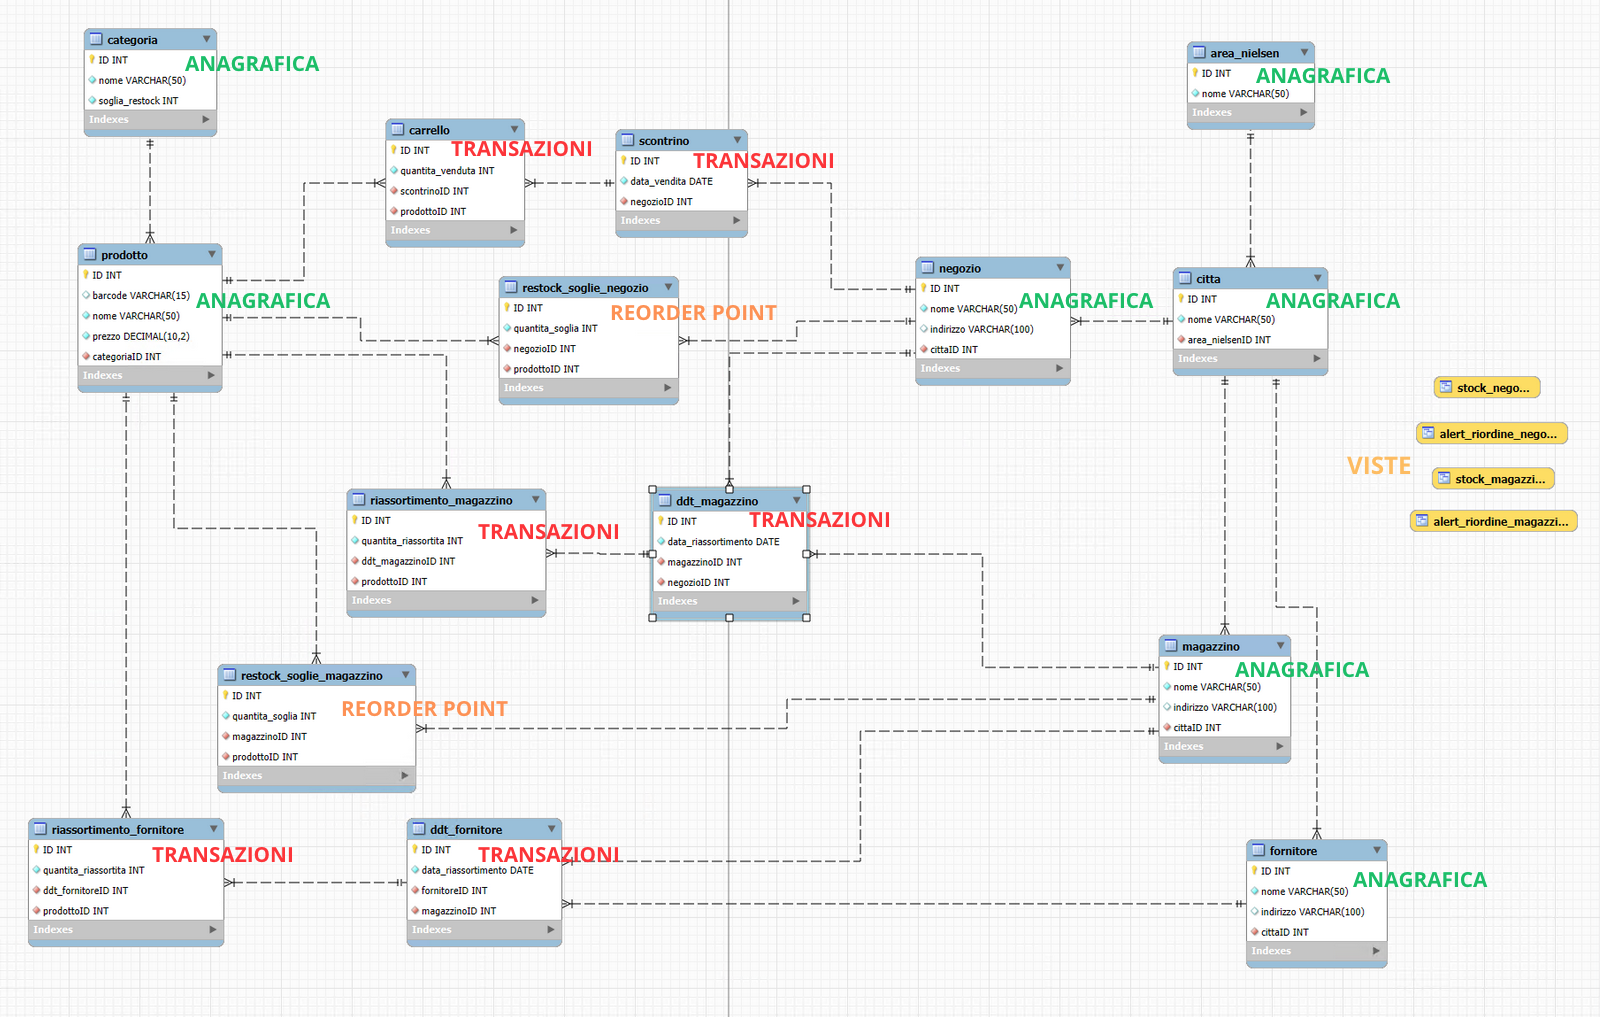 categoria
ID INT
ANAGRAFICA
nome VARCHAR(50)
soglia_restock INT
Indexes
area_nielsen
ID INT
ANAGRAFICA
nome VARCHAR(50)
Indexes
carrello
ID INT
TRANSAZIONI
quantita_venduta INT
scontrinoID INT
prodottoID INT
Indexes
scontrino
ID INT
TRANSAZIONI
data_vendita DATE
negozioID INT
Indexes
prodotto
ID INT
barcode VARCHAR(15)
ANAGRAFICA
nome VARCHAR(50)
prezzo DECIMAL(10,2)
categoriaID INT
Indexes
restock_soglie_negozio
ID INT
REORDER POINT
quantita_soglia INT
negozioID INT
prodottoID INT
Indexes
negozio
ID INT
ANAGRAFICA
nome VARCHAR(50)
indirizzo VARCHAR(100)
cittaID INT
Indexes
citta
ID INT
ANAGRAFICA
nome VARCHAR(50)
area_nielsenID INT
Indexes
stock_nego...
alert_riordine_nego...
VISTE
stock_magazzi...
alert_riordine_magazzi...
riassortimento_magazzino
ID INT
TRANSAZIONI
quantita_riassortita INT
ddt_magazzinoID INT
prodottoID INT
Indexes
ddt_magazzino
ID INT
TRANSAZIONI
data_riassortimento DATE
magazzinoID INT
negozioID INT
Indexes
magazzino
ID INT
ANAGRAFICA
nome VARCHAR(50)
indirizzo VARCHAR(100)
cittaID INT
Indexes
restock_soglie_magazzino
ID INT
REORDER POINT
quantita_soglia INT
magazzinoID INT
prodottoID INT
Indexes
riassortimento_fornitore
ID INT
TRANSAZIONI
quantita_riassortita INT
ddt_fornitoreID INT
prodottoID INT
Indexes
ddt_fornitore
ID INT
TRANSAZIONI
data_riassortimento DATE
fornitoreID INT
magazzinoID INT
Indexes
fornitore
ID INT
ANAGRAFICA
nome VARCHAR(50)
indirizzo VARCHAR(100)
cittaID INT
Indexes